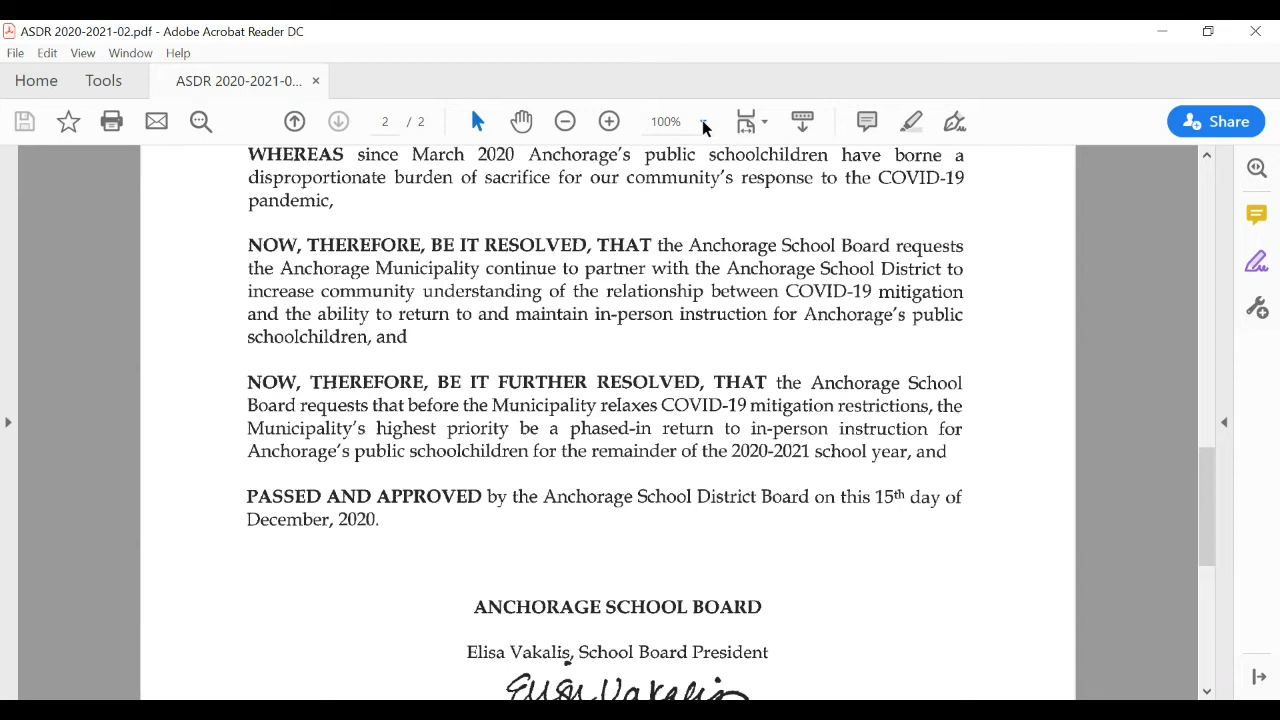 ASDR 2020-2021-02.pdf - Adobe Acrobat Reader DC
File Edit View Window Help
Home Tools ASDR 2020-2021-0... ×
2 / 2 100% Share
WHEREAS since March 2020 Anchorage's public schoolchildren have borne a
disproportionate burden of sacrifice for our community's response to the COVID-19
pandemic,
NOW, THEREFORE, BE IT RESOLVED, THAT the Anchorage School Board requests
the Anchorage Municipality continue to partner with the Anchorage School District to
increase community understanding of the relationship between COVID-19 mitigation
and the ability to return to and maintain in-person instruction for Anchorage's public
schoolchildren, and
NOW, THEREFORE, BE IT FURTHER RESOLVED, THAT the Anchorage School
Board requests that before the Municipality relaxes COVID-19 mitigation restrictions, the
Municipality's highest priority be a phased-in return to in-person instruction for
Anchorage's public schoolchildren for the remainder of the 2020-2021 school year, and
PASSED AND APPROVED by the Anchorage School District Board on this 15th day of
December, 2020.
ANCHORAGE SCHOOL BOARD
Elisa Vakalis, School Board President
Elisa Vakalis